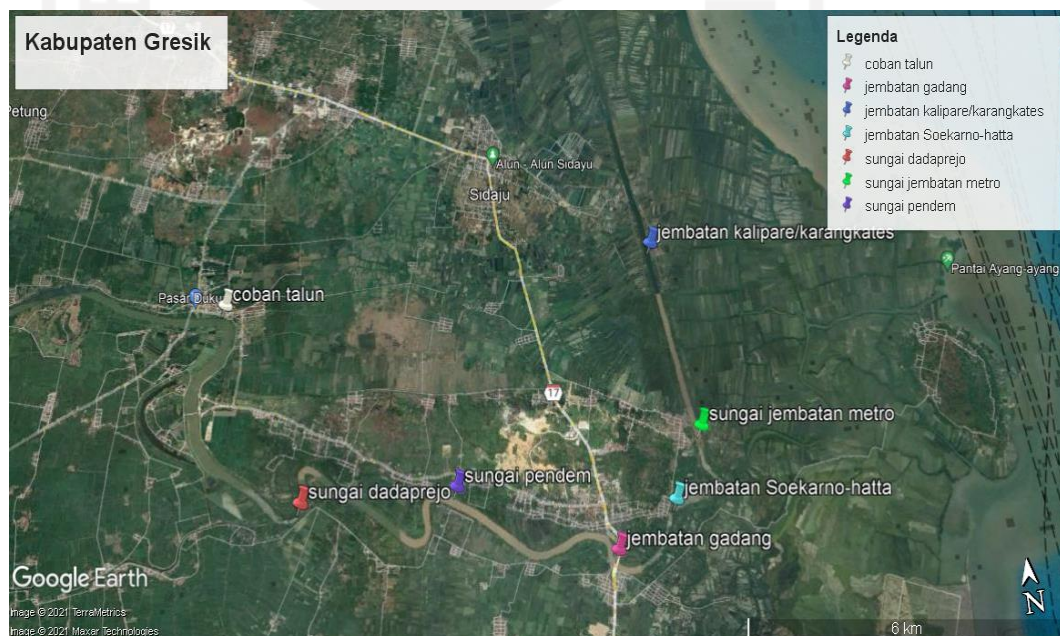 Kabupaten Gresik
Legenda
coban talun
jembatan gadang
jembatan kalipare/karangkates
jembatan Soekarno-hatta
sungai dadaprejo
sungai jembatan metro
sungai pendem
Petung
Alun - Alun Sidayu
Sidaju
jembatan kalipare/karangkates
Pantai Ayang-ayang
Pasar Duku
coban talun
17
sungai jembatan metro
sungai pendem
sungai dadaprejo
jembatan Soekarno-hatta
jembatan gadang
Google Earth
N
Image © 2021 TerraMetrics
Image © 2021 Maxar Technologies
6 km